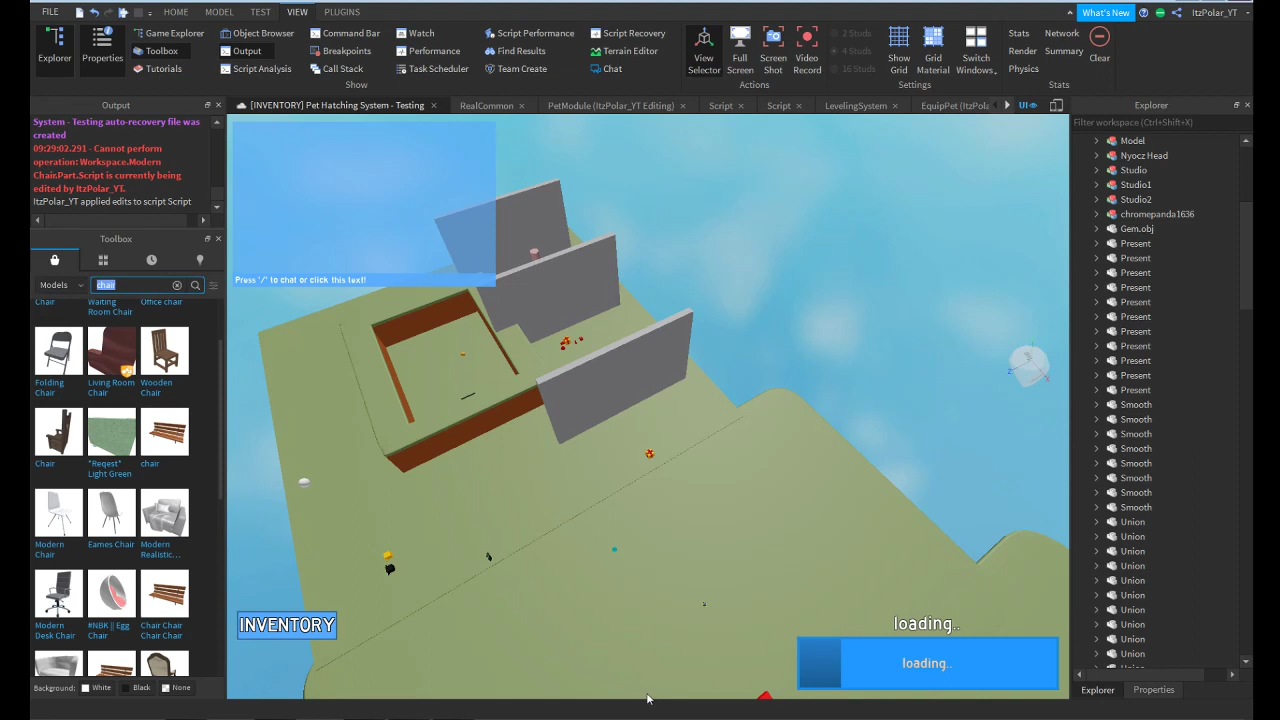 FILE HOME MODEL TEST VIEW PLUGINS What's New ItzPolar_YT
Explorer Properties Game Explorer Object Browser Command Bar Watch Script Performance Script Recovery
Toolbox Output Breakpoints Performance Find Results Terrain Editor
Tutorials Script Analysis Call Stack Task Scheduler Team Create Chat
Show
View Selector Full Screen Screen Shot Video Record
Actions
2 Studs
4 Studs
16 Studs
Show Grid Grid Material Switch Windows
Settings
Stats Network
Render Summary
Physics
Clear
Stats
Output
System - Testing auto-recovery file was
created
09:29:02.291 - Cannot perform
operation: Workspace.Modern
Chair.Part.Script is currently being
edited by ItzPolar_YT.
ItzPolar_YT applied edits to script Script
Toolbox
Models chair
Chair Waiting Room Chair Office chair
Folding Chair Living Room Chair Wooden Chair
Chair *Reqest* Light Green chair
Modern Chair Eames Chair Modern Realistic...
Modern Desk Chair #NBK || Egg Chair Chair Chair Chair Chair
Background: White Black None
[INVENTORY] Pet Hatching System - Testing RealCommon PetModule (ItzPolar_YT Editing) Script Script LevelingSystem EquipPet (ItzPola UI
Press '/' to chat or click this text!
INVENTORY
loading..
loading..
Explorer
Filter workspace (Ctrl+Shift+X)
Model
Nyocz Head
Studio
Studio1
Studio2
chromepanda1636
Gem.obj
Present
Present
Present
Present
Present
Present
Present
Present
Present
Present
Present
Smooth
Smooth
Smooth
Smooth
Smooth
Smooth
Smooth
Smooth
Union
Union
Union
Union
Union
Union
Union
Union
Union
Union
Explorer Properties